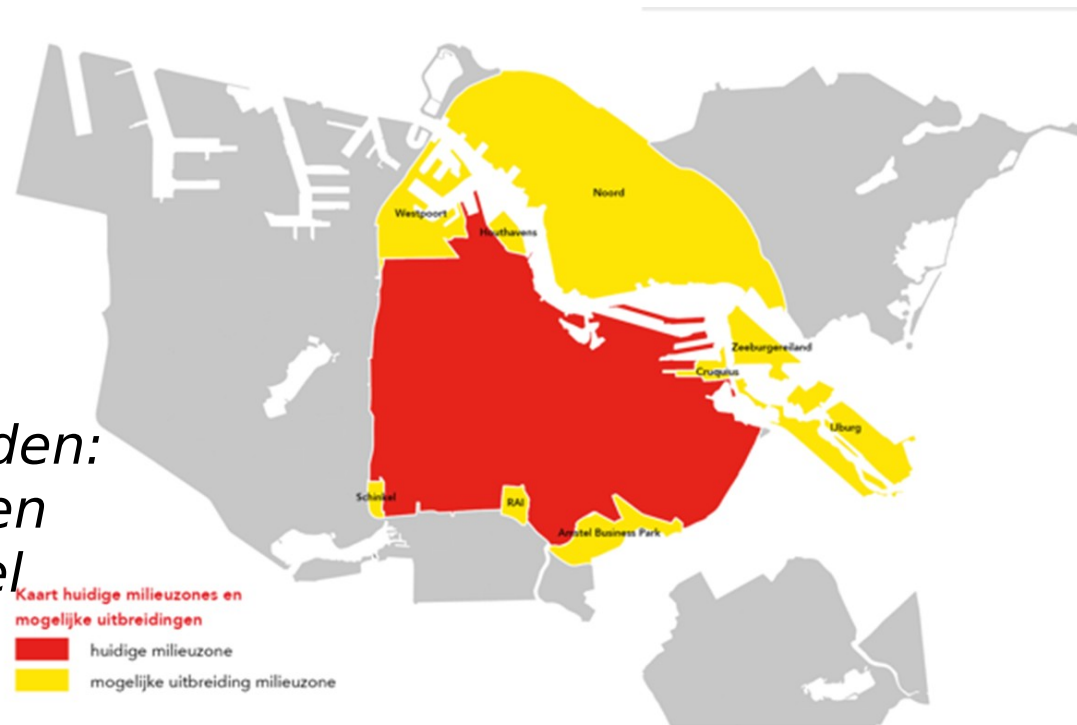 Noord
Westpoort
Houthavens
Zeeburgereiland
Cruquius
IJburg
Schinkel
RAI
Amstel Business Park
den:
en
el
Kaart huidige milieuzones en
mogelijke uitbreidingen
huidige milieuzone
mogelijke uitbreiding milieuzone